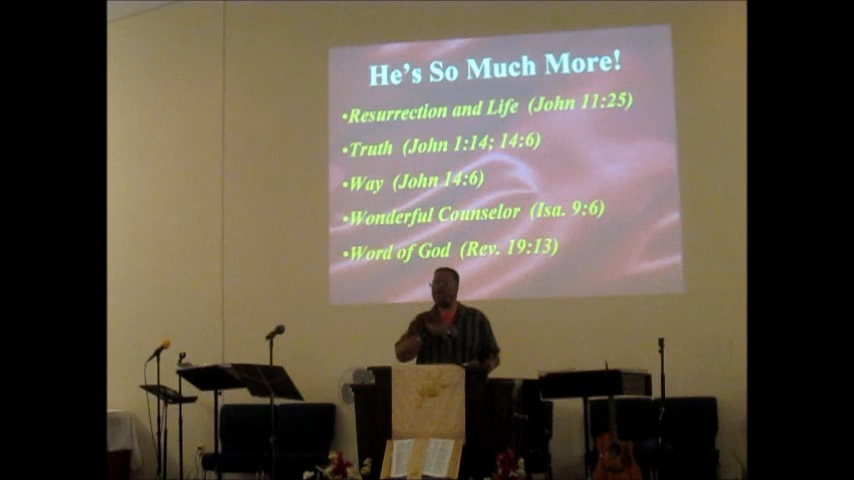 He's So Much More!
•Resurrection and Life (John 11:25)
•Truth (John 1:14; 14:6)
•Way (John 14:6)
•Wonderful Counselor (Isa. 9:6)
•Word of God (Rev. 19:13)